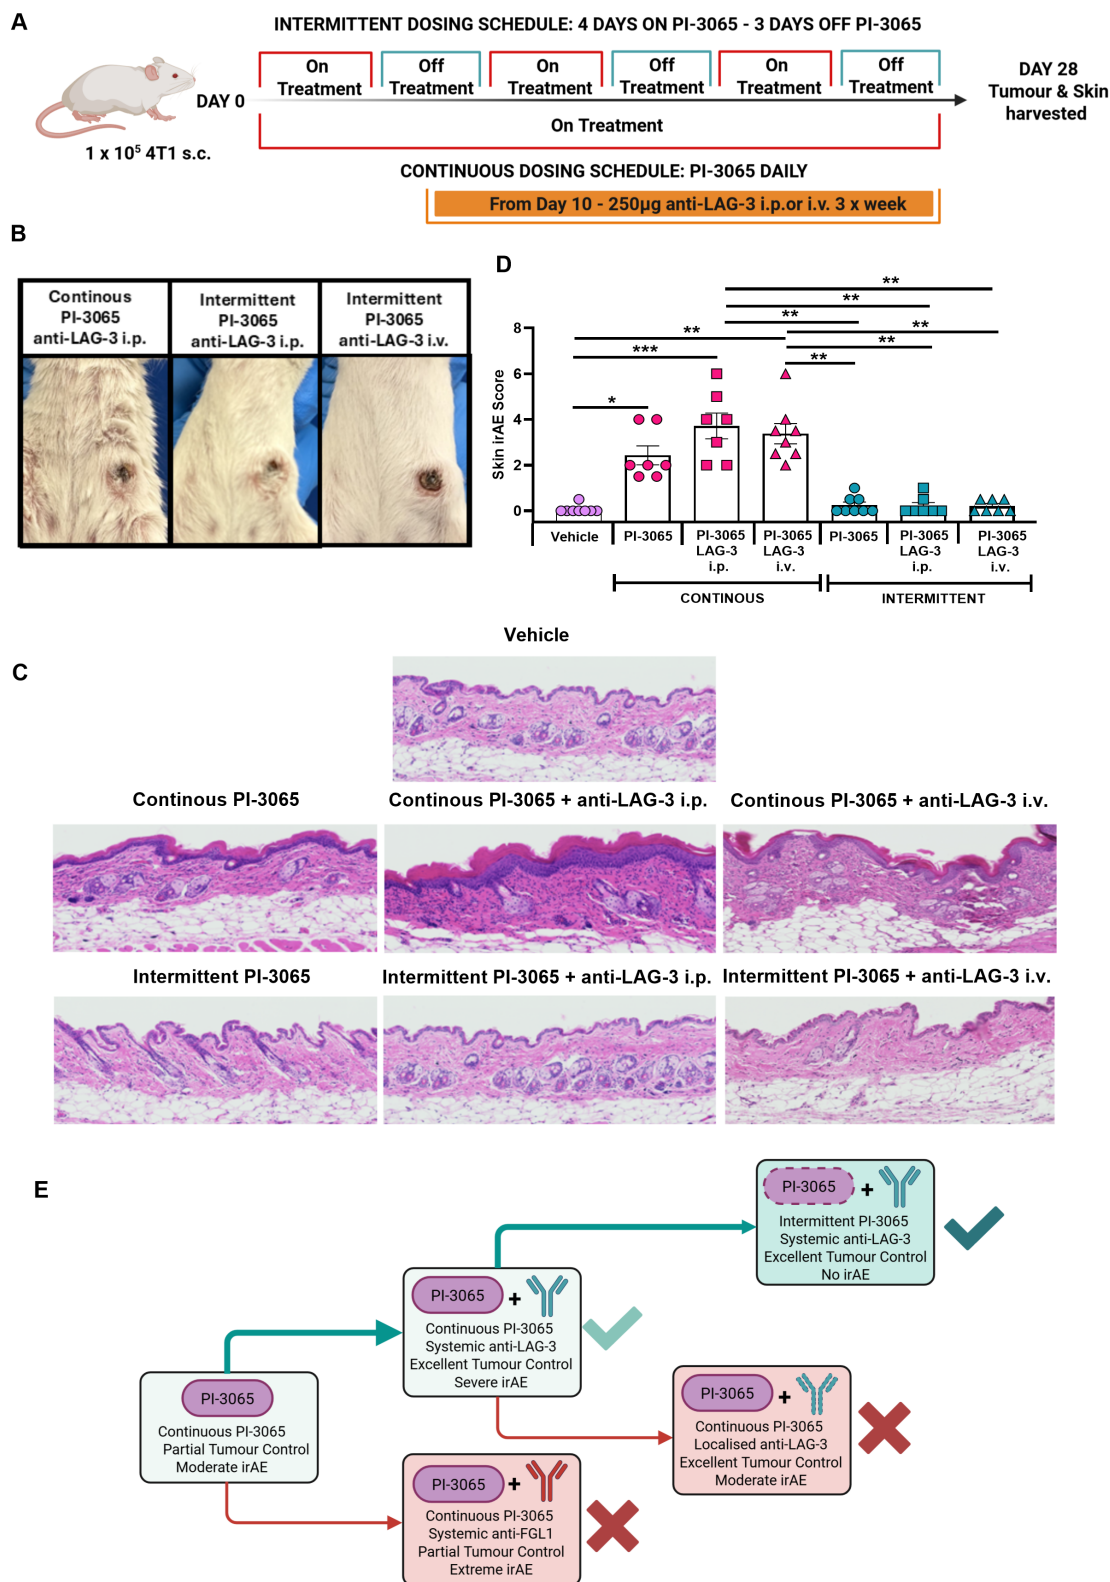 A
INTERMITTENT DOSING SCHEDULE: 4 DAYS ON PI-3065 - 3 DAYS OFF PI-3065
On Treatment
Off Treatment
On Treatment
Off Treatment
On Treatment
Off Treatment
DAY 0
DAY 28
Tumour & Skin
harvested
1 x 10⁵ 4T1 s.c.
On Treatment
CONTINUOUS DOSING SCHEDULE: PI-3065 DAILY
From Day 10 - 250µg anti-LAG-3 i.p.or i.v. 3 x week
B
Continous
PI-3065
anti-LAG-3 i.p.
Intermittent
PI-3065
anti-LAG-3 i.p.
Intermittent
PI-3065
anti-LAG-3 i.v.
D
Skin irAE Score
8
6
4
2
0
*
***
**
**
**
**
**
**
**
Vehicle
PI-3065
PI-3065
LAG-3
i.p.
PI-3065
LAG-3
i.v.
PI-3065
PI-3065
LAG-3
i.p.
PI-3065
LAG-3
i.v.
CONTINOUS
INTERMITTENT
C
Vehicle
Continous PI-3065
Continous PI-3065 + anti-LAG-3 i.p.
Continous PI-3065 + anti-LAG-3 i.v.
Intermittent PI-3065
Intermittent PI-3065 + anti-LAG-3 i.p.
Intermittent PI-3065 + anti-LAG-3 i.v.
E
PI-3065 +
Intermittent PI-3065
Systemic anti-LAG-3
Excellent Tumour Control
No irAE
PI-3065 +
Continuous PI-3065
Systemic anti-LAG-3
Excellent Tumour Control
Severe irAE
PI-3065
Continuous PI-3065
Partial Tumour Control
Moderate irAE
PI-3065 +
Continuous PI-3065
Localised anti-LAG-3
Excellent Tumour Control
Moderate irAE
PI-3065 +
Continuous PI-3065
Systemic anti-FGL1
Partial Tumour Control
Extreme irAE